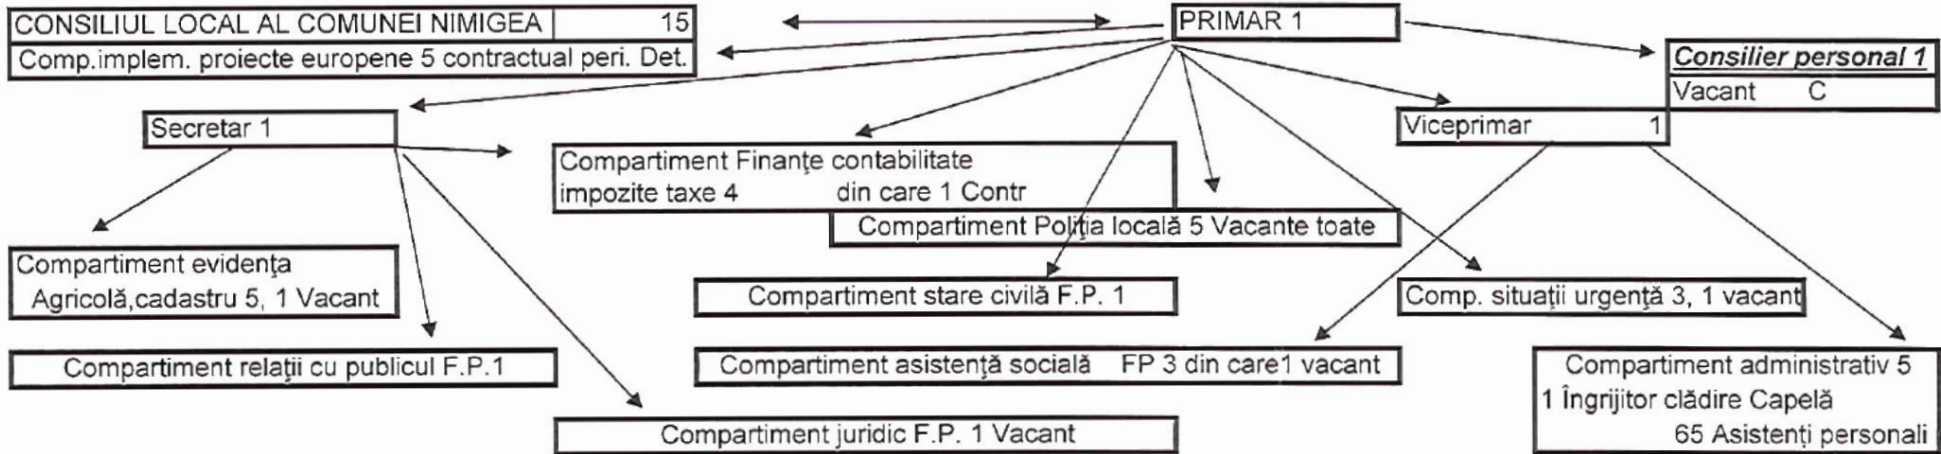 CONSILIUL LOCAL AL COMUNEI NIMIGEA 15
Comp.implem. proiecte europene 5 contractual peri. Det.
PRIMAR 1
Consilier personal 1
Vacant C
Secretar 1
Viceprimar 1
Compartiment Finanţe contabilitate
impozite taxe 4 din care 1 Contr
Compartiment Poliţia locală 5 Vacante toate
Compartiment evidenţa
Agricolă,cadastru 5, 1 Vacant
Compartiment stare civilă F.P. 1
Comp. situaţii urgenţă 3, 1 vacant
Compartiment relaţii cu publicul F.P.1
Compartiment asistenţă socială FP 3 din care1 vacant
Compartiment administrativ 5
1 Îngrijitor clădire Capelă
65 Asistenţi personali
Compartiment juridic F.P. 1 Vacant